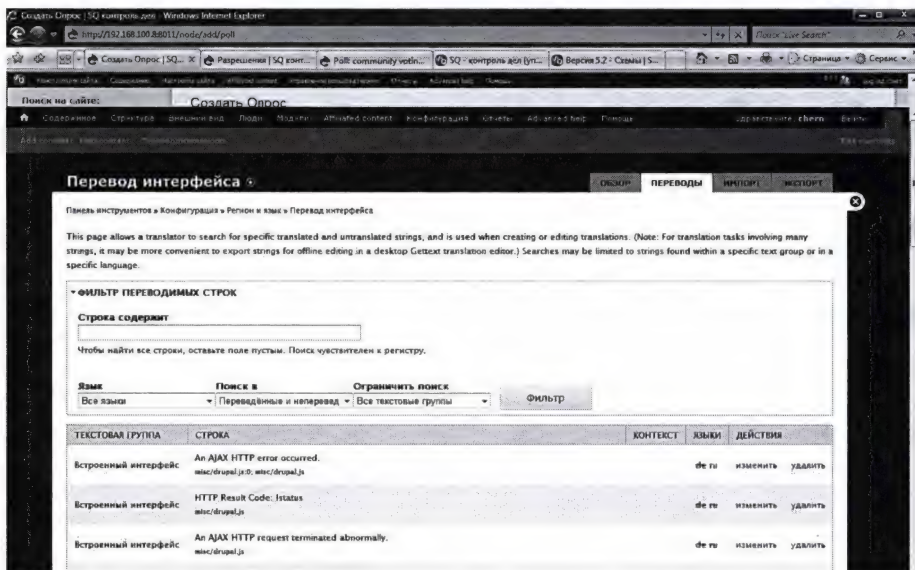 Создать Опрос | SQ контроль дел - Windows Internet Explorer
http://192.168.100.8:8011/node/add/poll
Поиск "Live Search"
Создать Опрос | SQ ...
Разрешения | SQ конт...
Poll: community votin...
SQ - контроль дел (уп...
Версия 5.2 - Схемы | S...
Страница
Сервис
Поиск на сайте:
Создать Опрос
Содержимое Структура Внешний вид Люди Модули Affiliated content Конфигурация Отчеты Advanced help Помощь
Здравствуйте, chern Выйти
Перевод интерфейса
ОБЗОР ПЕРЕВОДЫ ИМПОРТ ЭКСПОРТ
Панель инструментов » Конфигурация » Регион и язык » Перевод интерфейса
This page allows a translator to search for specific translated and untranslated strings, and is used when creating or editing translations. (Note: For translation tasks involving many
strings, it may be more convenient to export strings for offline editing in a desktop Gettext translation editor.) Searches may be limited to strings found within a specific text group or in a
specific language.
ФИЛЬТР ПЕРЕВОДИМЫХ СТРОК
Строка содержит
Чтобы найти все строки, оставьте поле пустым. Поиск чувствителен к регистру.
Язык Поиск в Ограничить поиск
Все языки Переведённые и неперевед Все текстовые группы Фильтр
ТЕКСТОВАЯ ГРУППА СТРОКА КОНТЕКСТ ЯЗЫКИ ДЕЙСТВИЯ
Встроенный интерфейс An AJAX HTTP error occurred. de ru изменить удалить
misc/drupal.js:0; misc/drupal.js
Встроенный интерфейс HTTP Result Code: !status de ru изменить удалить
misc/drupal.js
Встроенный интерфейс An AJAX HTTP request terminated abnormally. de ru изменить удалить
misc/drupal.js